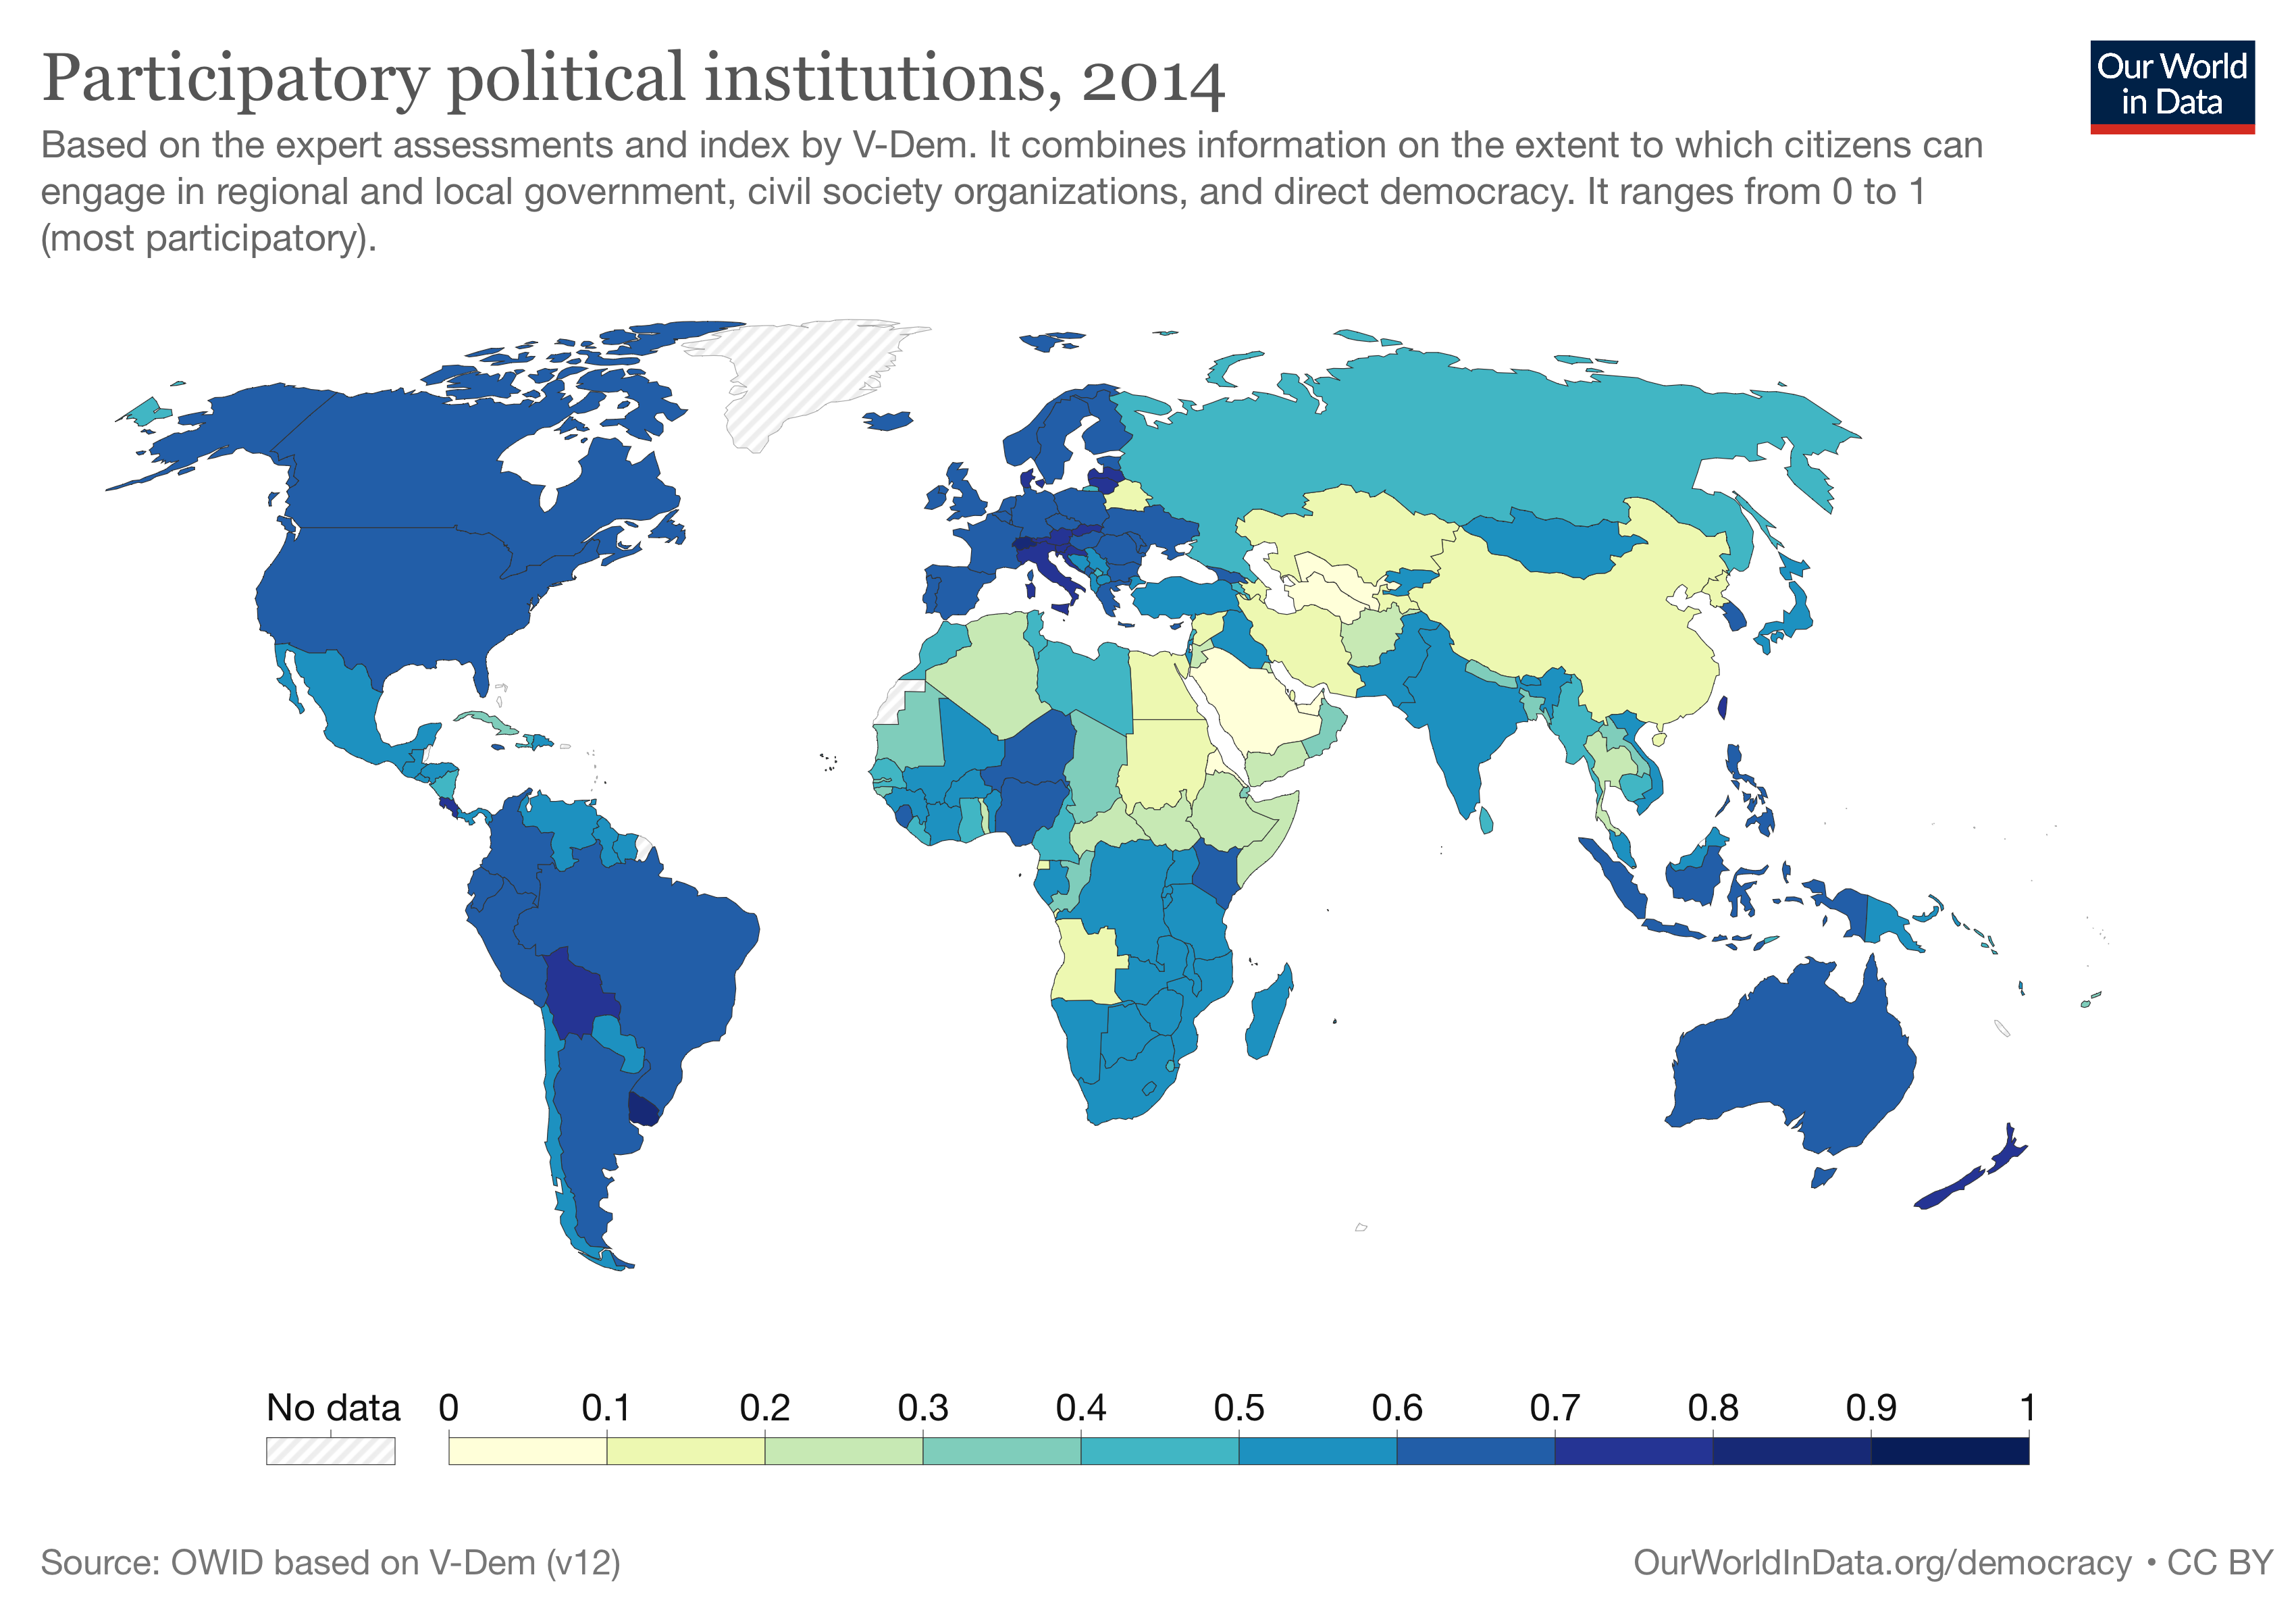 Participatory political institutions, 2014
Our World
in Data
Based on the expert assessments and index by V-Dem. It combines information on the extent to which citizens can
engage in regional and local government, civil society organizations, and direct democracy. It ranges from 0 to 1
(most participatory).
No data 0 0.1 0.2 0.3 0.4 0.5 0.6 0.7 0.8 0.9 1
Source: OWID based on V-Dem (v12)
OurWorldInData.org/democracy • CC BY